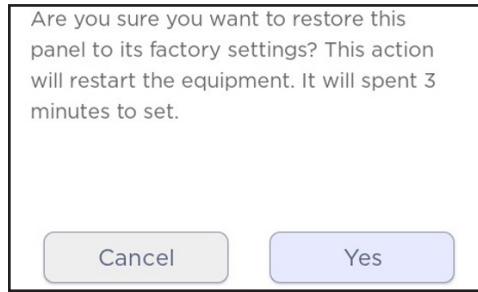 Are you sure you want to restore this
panel to its factory settings? This action
will restart the equipment. It will spent 3
minutes to set.
Cancel
Yes